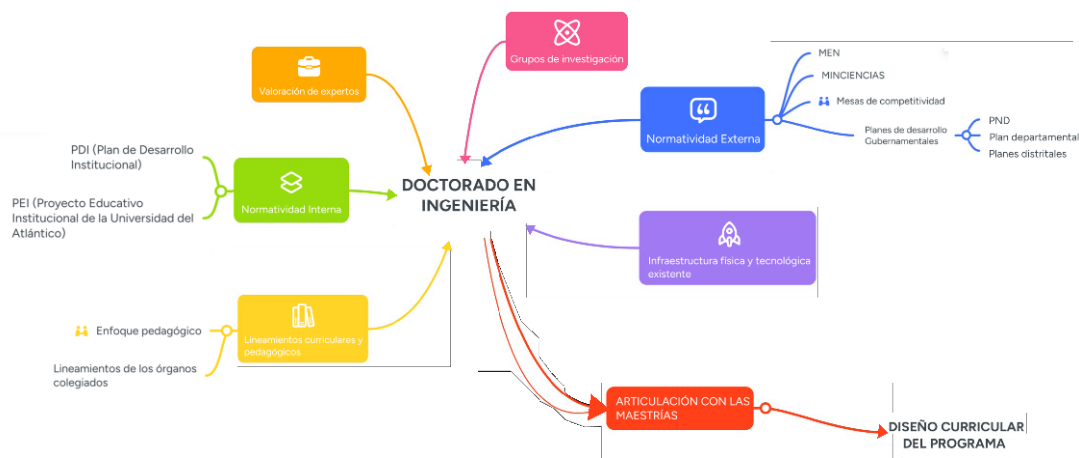 Grupos de investigación
Valoración de expertos
MEN
MINCIENCIAS
Mesas de competitividad
Planes de desarrollo
Gubernamentales
PND
Plan departamental
Planes distritales
Normatividad Externa
PDI (Plan de Desarrollo
Institucional)
PEI (Proyecto Educativo
Institucional de la Universidad del
Atlántico)
Normatividad Interna
DOCTORADO EN
INGENIERÍA
Infraestructura física y tecnológica
existente
Enfoque pedagógico
Lineamientos de los órganos
colegiados
Lineamientos curriculares y
pedagógicos
ARTICULACIÓN CON LAS
MAESTRÍAS
DISEÑO CURRICULAR
DEL PROGRAMA